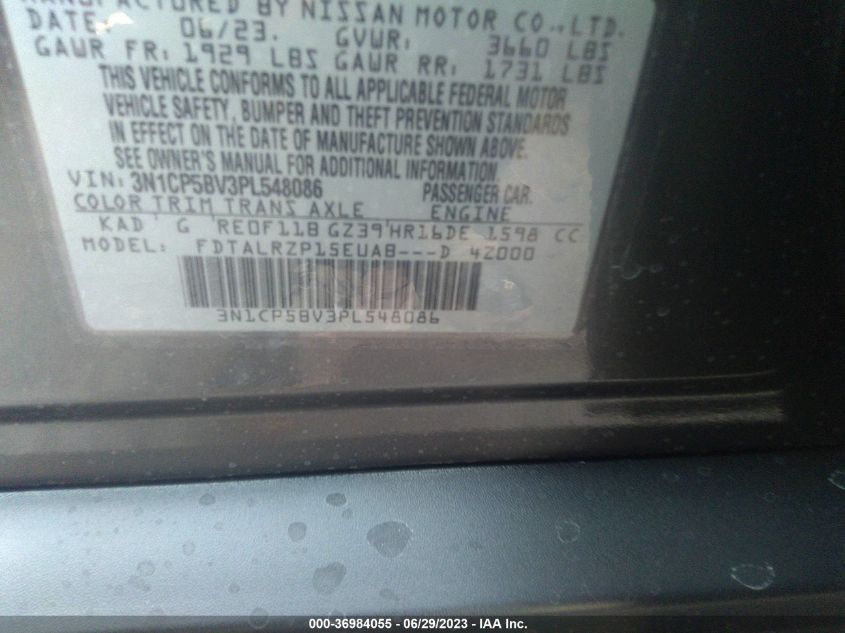 MANUFACTURED BY NISSAN MOTOR CO.,LTD.
DATE: 06/23. GVWR: 3660 LBS
GAWR FR: 1929 LBS GAWR RR: 1731 LBS
THIS VEHICLE CONFORMS TO ALL APPLICABLE FEDERAL MOTOR
VEHICLE SAFETY, BUMPER AND THEFT PREVENTION STANDARDS
IN EFFECT ON THE DATE OF MANUFACTURE SHOWN ABOVE.
SEE OWNER'S MANUAL FOR ADDITIONAL INFORMATION
VIN: 3N1CP5BV3PL548086 PASSENGER CAR.
COLOR TRIM TRANS AXLE ENGINE
KAD G RE0F11B GZ39 HR16DE 1598 CC
MODEL: FDTALRZP15EUAB---D 4Z000
3N1CP5BV3PL548086
000-36984055 - 06/29/2023 - IAA Inc.